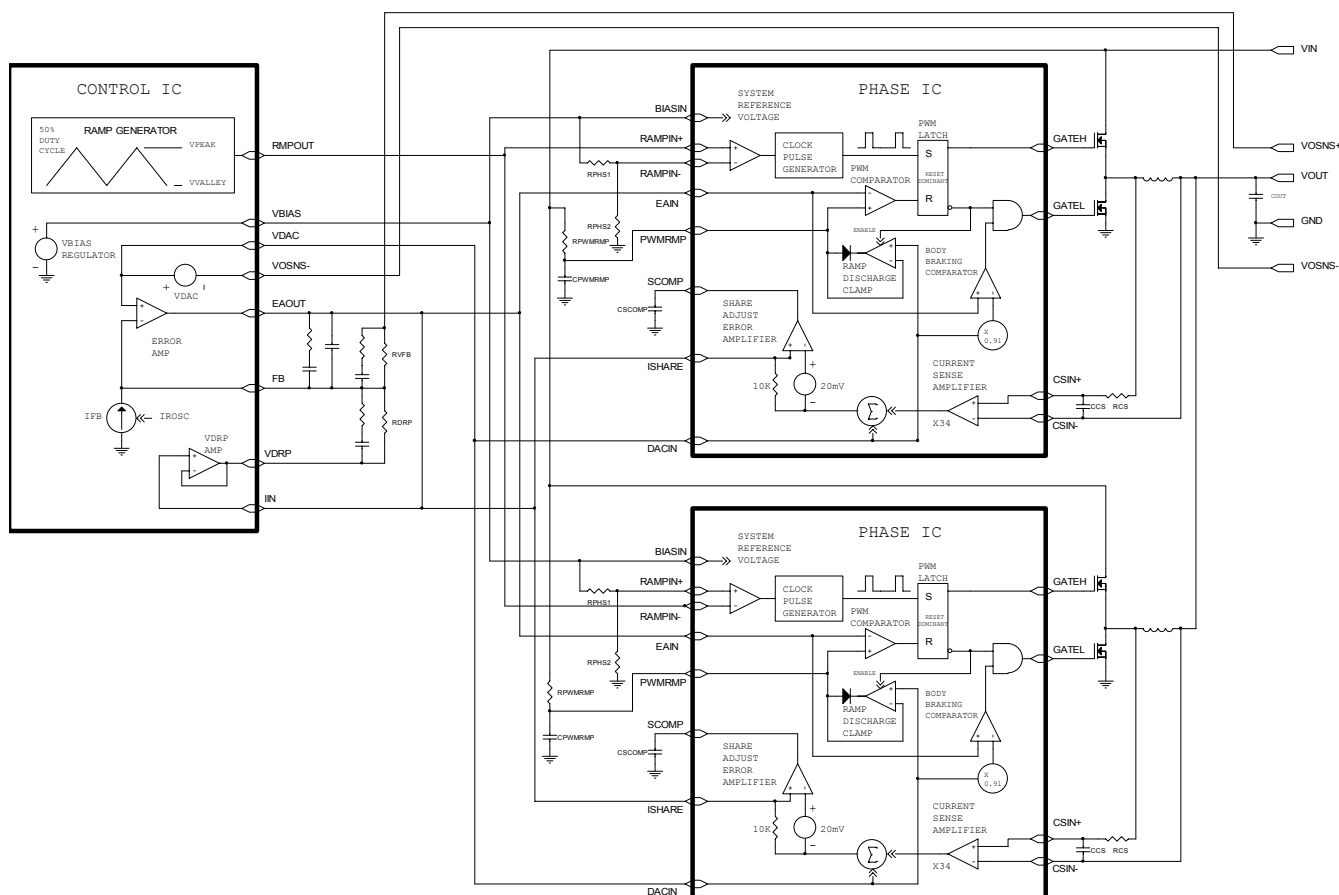 CONTROL IC
50%
DUTY
CYCLE
RAMP GENERATOR
VPEAK
VVALLEY
RMPOUT
VBIAS
+
VBIAS
REGULATOR
-
VDAC
VOSNS-
+
-
VDAC
EAOUT
+
-
ERROR
AMP
RVFB
FB
IFB
IROSC
RDRP
VDRP
AMP
+
-
VDRP
IIN
PHASE IC
BIASIN
SYSTEM
REFERENCE
VOLTAGE
RAMPIN+
+
-
CLOCK
PULSE
GENERATOR
PWM
LATCH
S
RESET
DOMINANT
R
GATEH
RPHS1
RAMPIN-
PWM
COMPARATOR
-
+
EAIN
RPHS2
RPWMRMP
PWMRMP
GATEL
ENABLE
+
-
CPWMRMP
RAMP
DISCHARGE
CLAMP
BODY
BRAKING
COMPARATOR
+
-
SCOMP
CSCOMP
SHARE
ADJUST
ERROR
AMPLIFIER
+
-
X
0.91
ISHARE
10K
+
20mV
-
CURRENT
SENSE
AMPLIFIER
CSIN+
+
-
X34
CCS
RCS
CSIN-
Σ
DACIN
VIN
VOSNS+
VOUT
COUT
GND
VOSNS-
PHASE IC
BIASIN
SYSTEM
REFERENCE
VOLTAGE
RAMPIN+
+
-
CLOCK
PULSE
GENERATOR
PWM
LATCH
S
RESET
DOMINANT
R
GATEH
RPHS1
RAMPIN-
PWM
COMPARATOR
-
+
EAIN
RPHS2
RPWMRMP
PWMRMP
GATEL
ENABLE
+
-
CPWMRMP
RAMP
DISCHARGE
CLAMP
BODY
BRAKING
COMPARATOR
+
-
SCOMP
CSCOMP
SHARE
ADJUST
ERROR
AMPLIFIER
+
-
X
0.91
ISHARE
10K
+
20mV
-
CURRENT
SENSE
AMPLIFIER
CSIN+
+
-
X34
CCS
RCS
CSIN-
Σ
DACIN